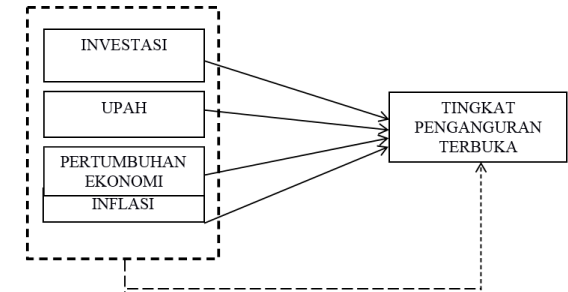 INVESTASI
UPAH
PERTUMBUHAN
EKONOMI
INFLASI
TINGKAT
PENGANGURAN
TERBUKA